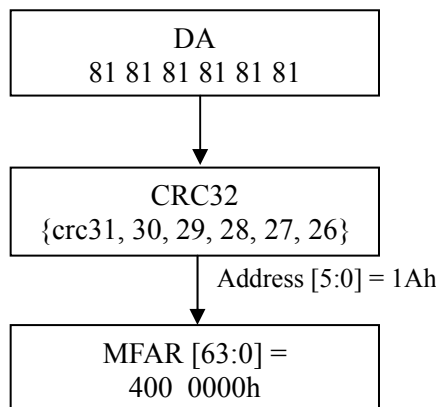 DA
81 81 81 81 81 81
CRC32
{crc31, 30, 29, 28, 27, 26}
Address [5:0] = 1Ah
MFAR [63:0] =
400 0000h